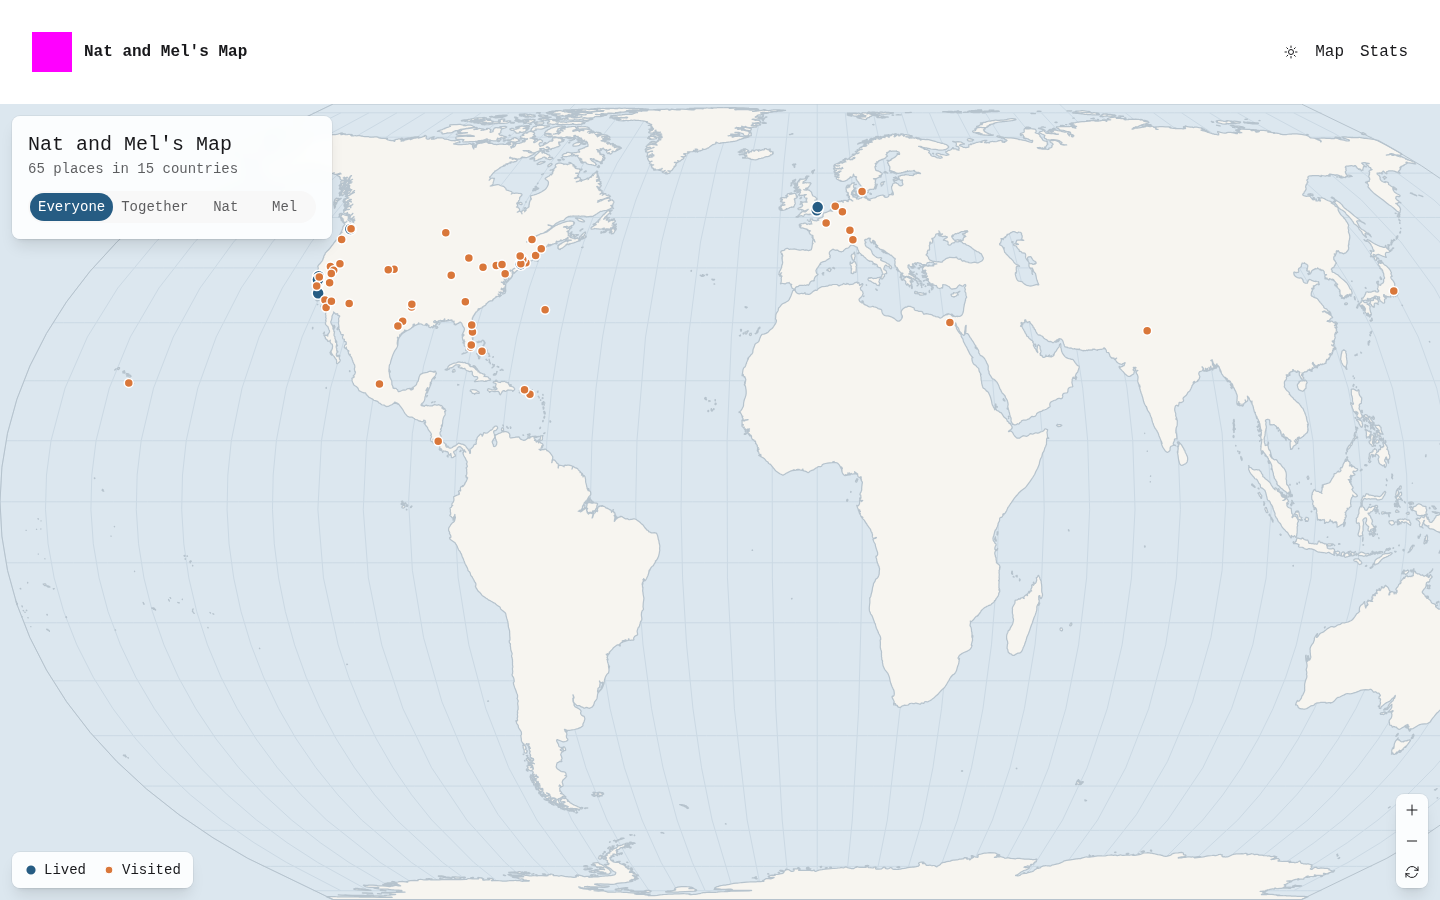 Nat and Mel's Map
Map
Stats
Nat and Mel's Map
65 places in 15 countries
Everyone
Together
Nat
Mel
Lived
Visited